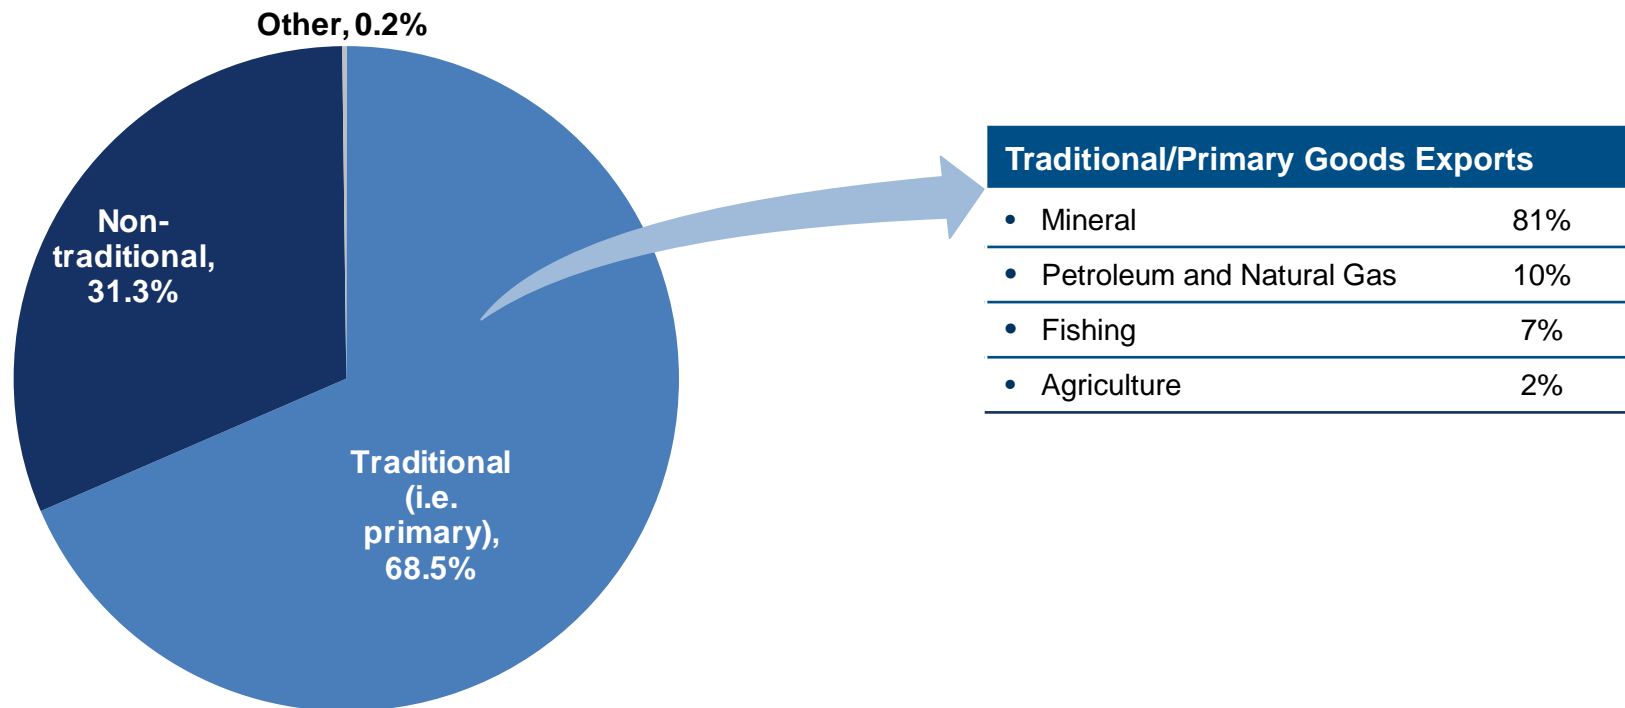 Other, 0.2%
Non-
traditional,
31.3%
Traditional
(i.e.
primary),
68.5%
Traditional/Primary Goods Exports
• Mineral 81%
• Petroleum and Natural Gas 10%
• Fishing 7%
• Agriculture 2%